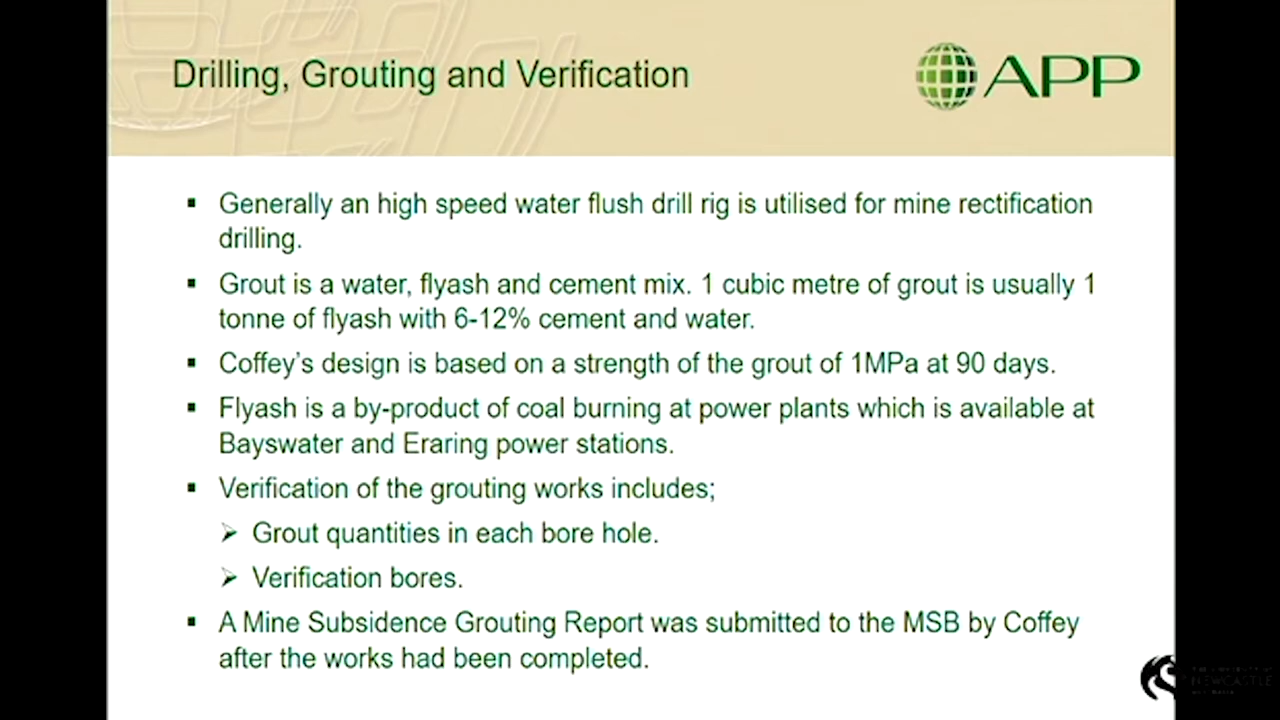 Drilling, Grouting and Verification
APP
Generally an high speed water flush drill rig is utilised for mine rectification
drilling.
Grout is a water, flyash and cement mix. 1 cubic metre of grout is usually 1
tonne of flyash with 6-12% cement and water.
Coffey's design is based on a strength of the grout of 1MPa at 90 days.
Flyash is a by-product of coal burning at power plants which is available at
Bayswater and Eraring power stations.
Verification of the grouting works includes;
Grout quantities in each bore hole.
Verification bores.
A Mine Subsidence Grouting Report was submitted to the MSB by Coffey
after the works had been completed.
NEWCASTLE